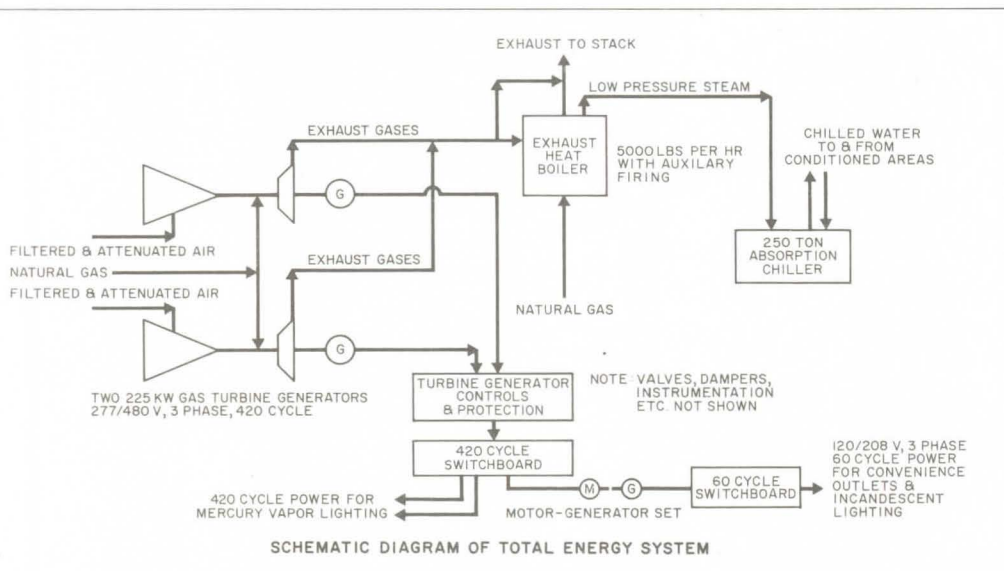 EXHAUST TO STACK
LOW PRESSURE STEAM
EXHAUST GASES
EXHAUST
HEAT
BOILER
5000 LBS PER HR
WITH AUXILARY
FIRING
CHILLED WATER
TO & FROM
CONDITIONED AREAS
G
FILTERED & ATTENUATED AIR
NATURAL GAS
FILTERED & ATTENUATED AIR
EXHAUST GASES
250 TON
ABSORPTION
CHILLER
NATURAL GAS
G
TWO 225 KW GAS TURBINE GENERATORS
277/480 V, 3 PHASE, 420 CYCLE
TURBINE GENERATOR
CONTROLS
& PROTECTION
NOTE: VALVES, DAMPERS,
INSTRUMENTATION
ETC. NOT SHOWN
420 CYCLE
SWITCHBOARD
420 CYCLE POWER FOR
MERCURY VAPOR LIGHTING
M
G
MOTOR-GENERATOR SET
60 CYCLE
SWITCHBOARD
120/208 V, 3 PHASE
60 CYCLE POWER
FOR CONVENIENCE
OUTLETS &
INCANDESCENT
LIGHTING
SCHEMATIC DIAGRAM OF TOTAL ENERGY SYSTEM